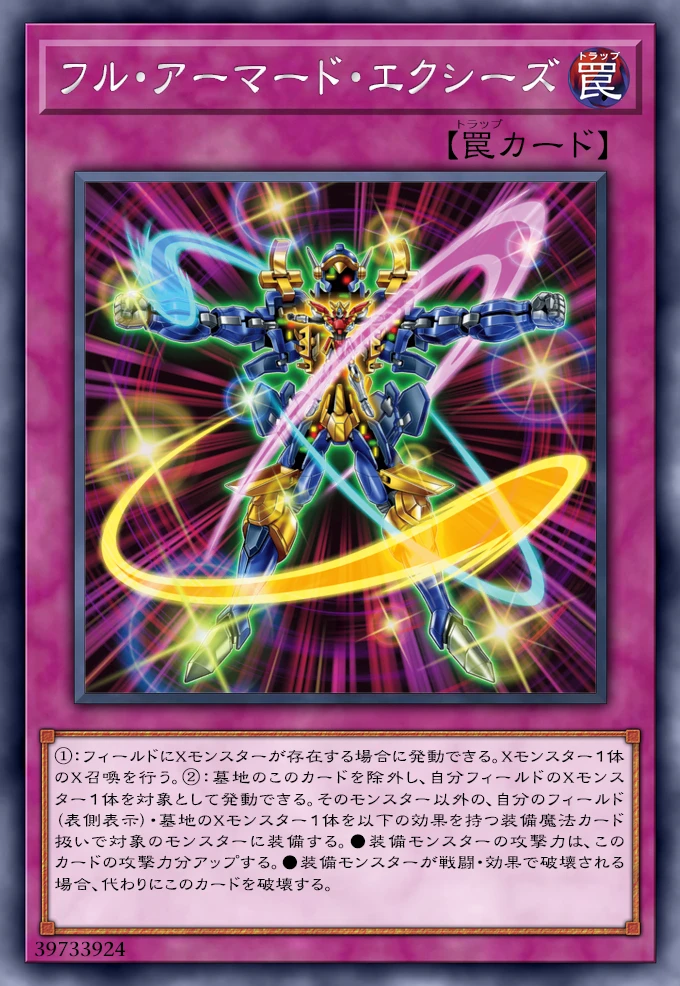 フル・アーマード・エクシーズ
トラップ
罠
トラップ
【罠カード】
①:フィールドにXモンスターが存在する場合に発動できる。Xモンスター1体
のX召喚を行う。②:墓地のこのカードを除外し、自分フィールドのXモンス
ター1体を対象として発動できる。そのモンスター以外の、自分のフィールド
(表側表示)・墓地のXモンスター1体を以下の効果を持つ装備魔法カード
扱いで対象のモンスターに装備する。●装備モンスターの攻撃力は、この
カードの攻撃力分アップする。●装備モンスターが戦闘・効果で破壊される
場合、代わりにこのカードを破壊する。
39733924